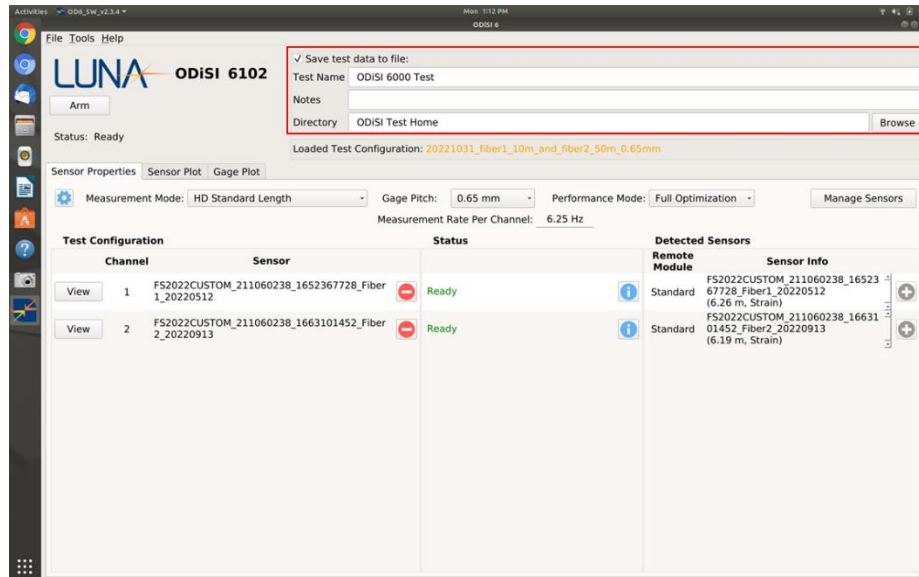 Activities OD6_SW_v2.3.4 Mon 1:12 PM
ODiSI 6
File Tools Help
LUNA ODiSI 6102
Arm
Status: Ready
Save test data to file:
Test Name ODiSI 6000 Test
Notes
Directory ODiSI Test Home Browse
Loaded Test Configuration: 20221031_fiber1_10m_and_fiber2_50m_0.65mm
Sensor Properties Sensor Plot Gage Plot
Measurement Mode: HD Standard Length Gage Pitch: 0.65 mm Performance Mode: Full Optimization Manage Sensors
Measurement Rate Per Channel: 6.25 Hz
Test Configuration Status Detected Sensors
Channel Sensor Remote Module Sensor Info
View 1 FS2022CUSTOM_211060238_1652367728_Fiber
1_20220512
Ready
Standard FS2022CUSTOM_211060238_16523
67728_Fiber1_20220512
(6.26 m, Strain)
View 2 FS2022CUSTOM_211060238_1663101452_Fiber
2_20220913
Ready
Standard FS2022CUSTOM_211060238_16631
01452_Fiber2_20220913
(6.19 m, Strain)